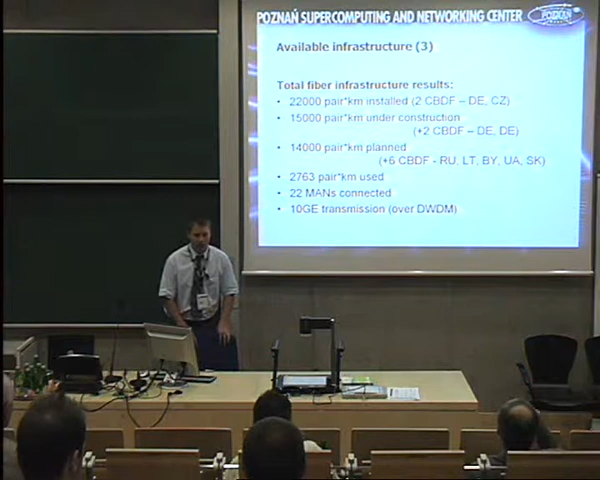 POZNAŃ SUPERCOMPUTING AND NETWORKING CENTER
POZNAŃ
Available infrastructure (3)
Total fiber infrastructure results:
• 22000 pair*km installed (2 CBDF – DE, CZ)
• 15000 pair*km under construction
(+2 CBDF – DE, DE)
• 14000 pair*km planned
(+6 CBDF - RU, LT, BY, UA, SK)
• 2763 pair*km used
• 22 MANs connected
• 10GE transmission (over DWDM)